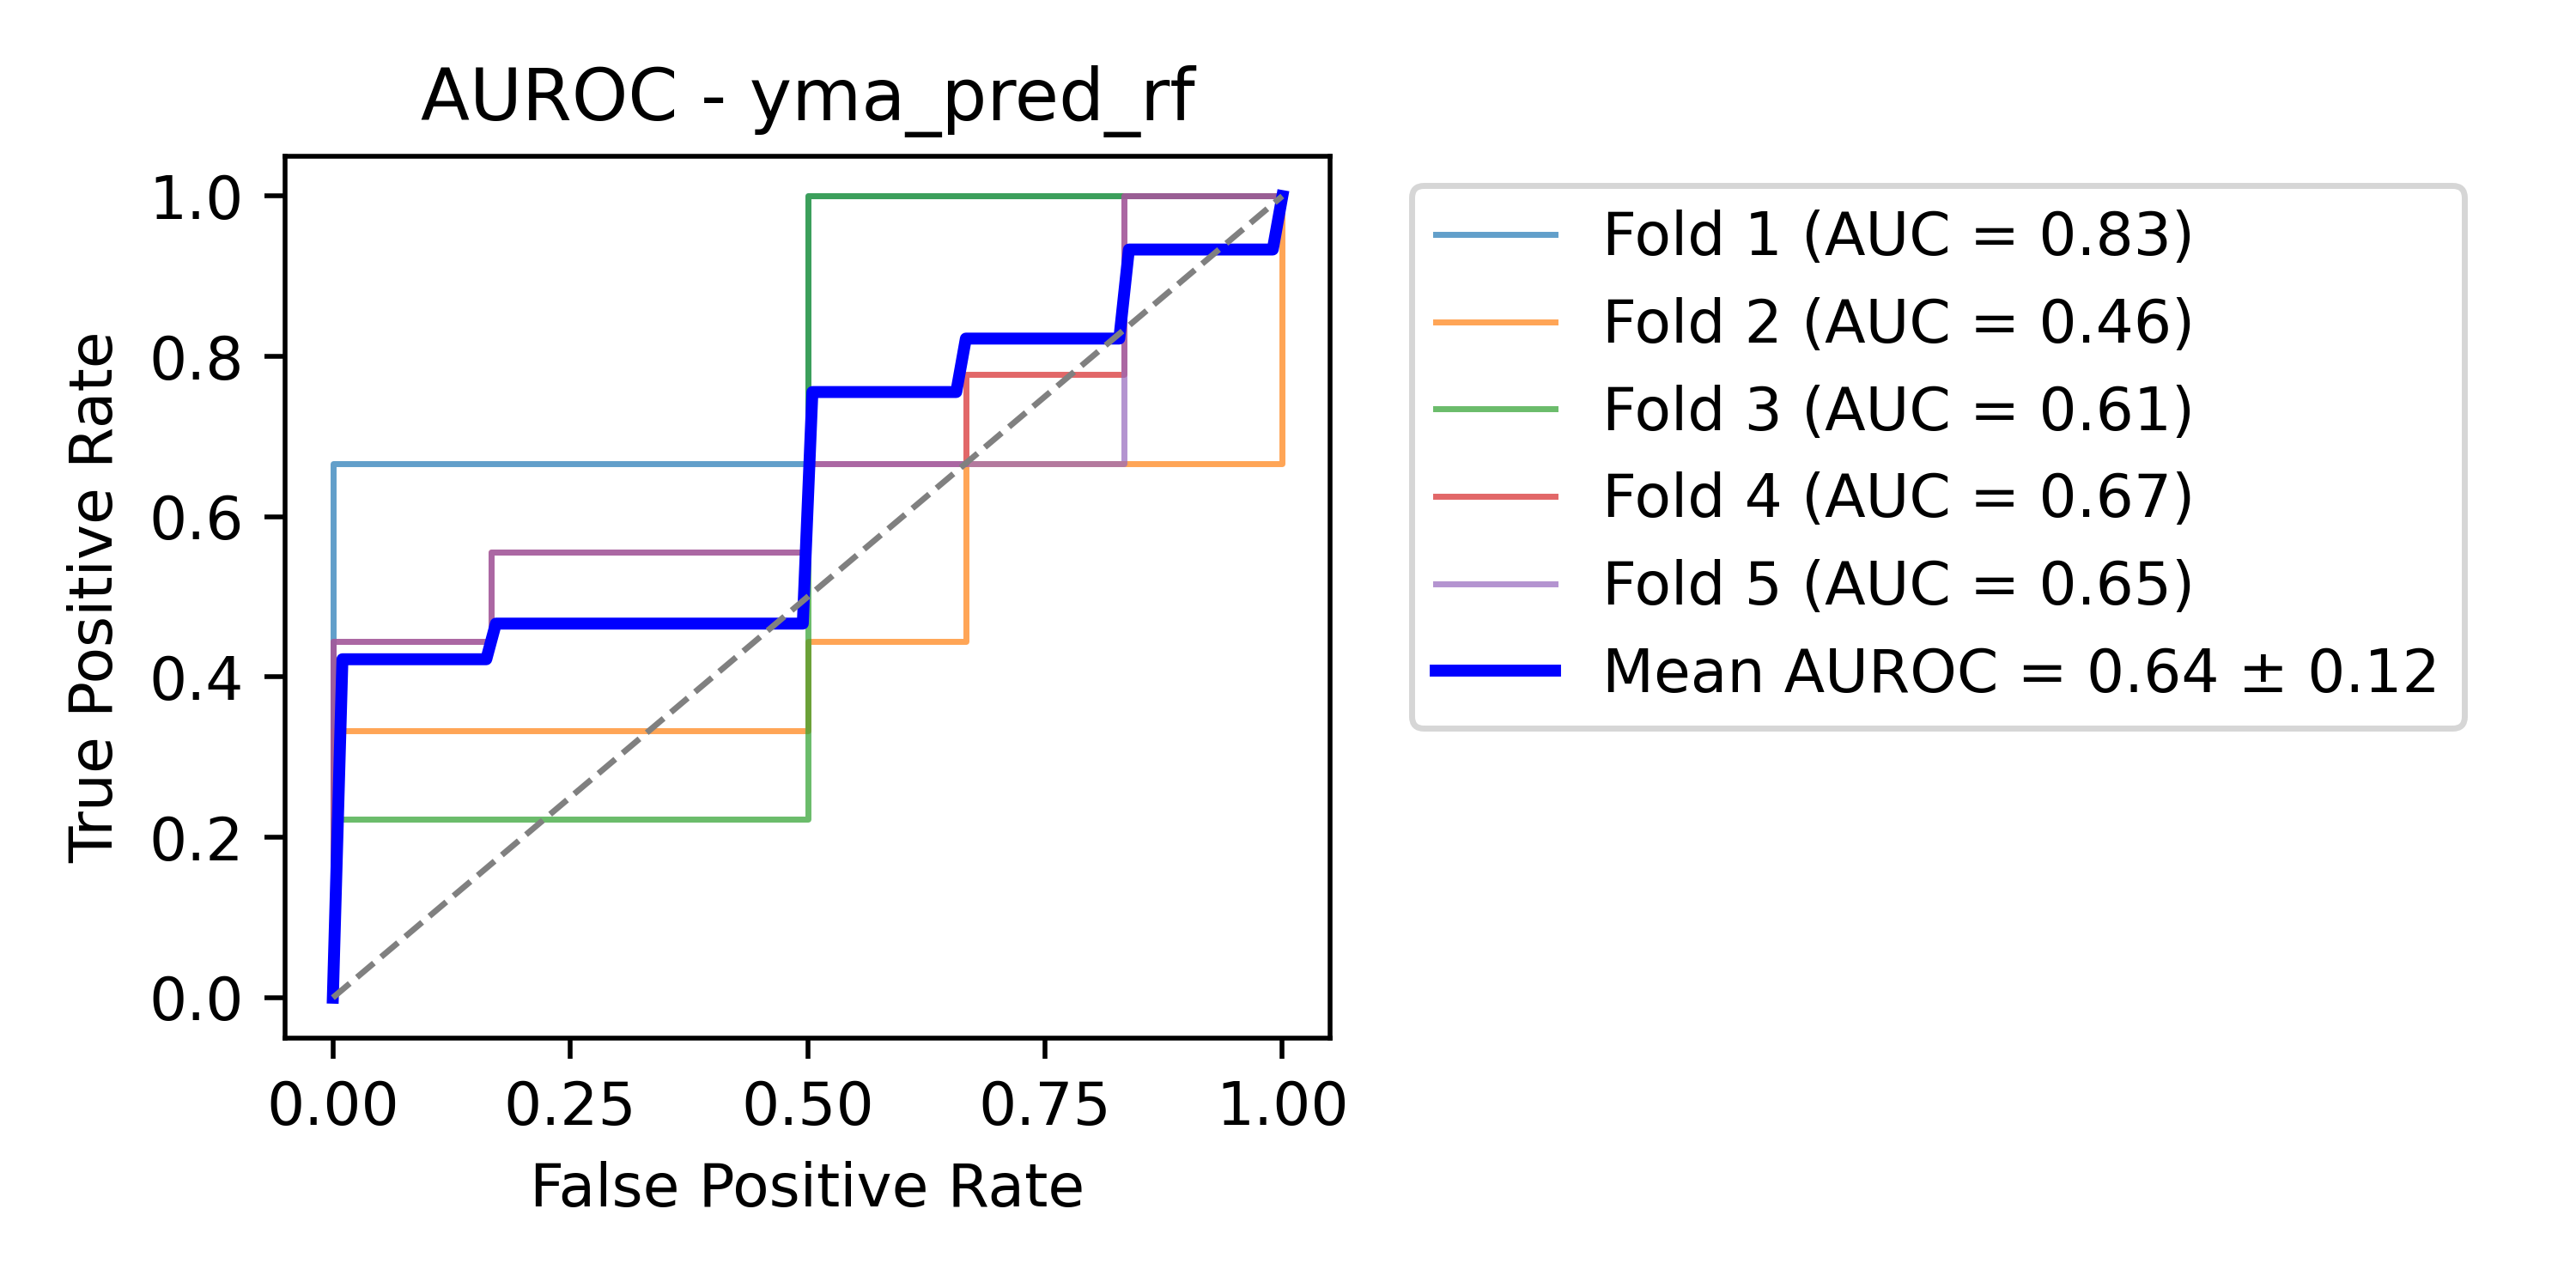 AUROC - yma_pred_rf
True Positive Rate
1.0
0.8
0.6
0.4
0.2
0.0
0.00 0.25 0.50 0.75 1.00
False Positive Rate
Fold 1 (AUC = 0.83)
Fold 2 (AUC = 0.46)
Fold 3 (AUC = 0.61)
Fold 4 (AUC = 0.67)
Fold 5 (AUC = 0.65)
Mean AUROC = 0.64 ± 0.12